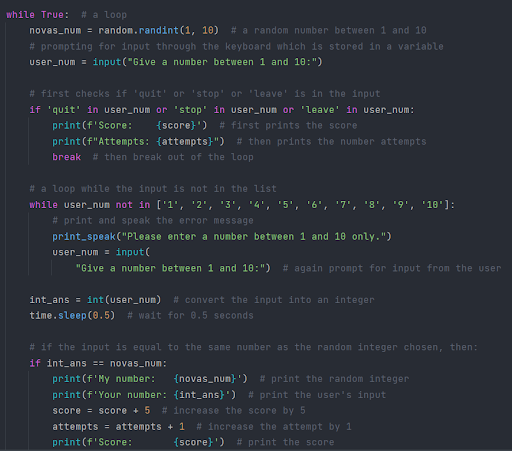 while True:  # a loop
    novas_num = random.randint(1, 10)  # a random number between 1 and 10
    # prompting for input through the keyboard which is stored in a variable
    user_num = input("Give a number between 1 and 10:")

    # first checks if 'quit' or 'stop' or 'leave' is in the input
    if 'quit' in user_num or 'stop' in user_num or 'leave' in user_num:
        print(f'Score:    {score}')  # first prints the score
        print(f"Attempts: {attempts}")  # then prints the number attempts
        break  # then break out of the loop

    # a loop while the input is not in the list
    while user_num not in ['1', '2', '3', '4', '5', '6', '7', '8', '9', '10']:
        # print and speak the error message
        print_speak("Please enter a number between 1 and 10 only.")
        user_num = input(
            "Give a number between 1 and 10:")  # again prompt for input from the user

    int_ans = int(user_num)  # convert the input into an integer
    time.sleep(0.5)  # wait for 0.5 seconds

    # if the input is equal to the same number as the random integer chosen, then:
    if int_ans == novas_num:
        print(f'My number:   {novas_num}')  # print the random integer
        print(f'Your number: {int_ans}')  # print the user's input
        score = score + 5  # increase the score by 5
        attempts = attempts + 1  # increase the attempt by 1
        print(f'Score:       {score}')  # print the score